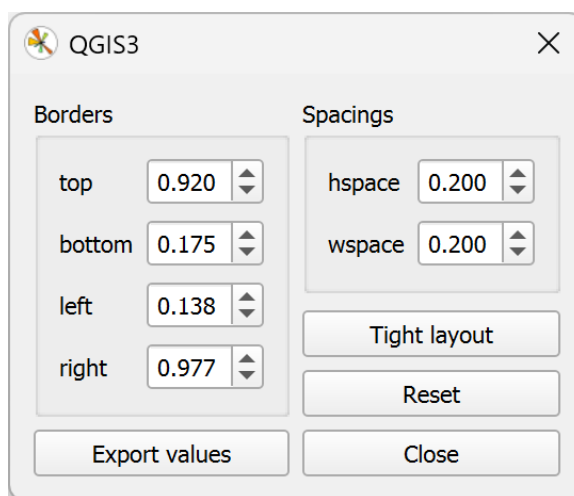 QGIS3
Borders
top 0.920
bottom 0.175
left 0.138
right 0.977
Export values
Spacings
hspace 0.200
wspace 0.200
Tight layout
Reset
Close